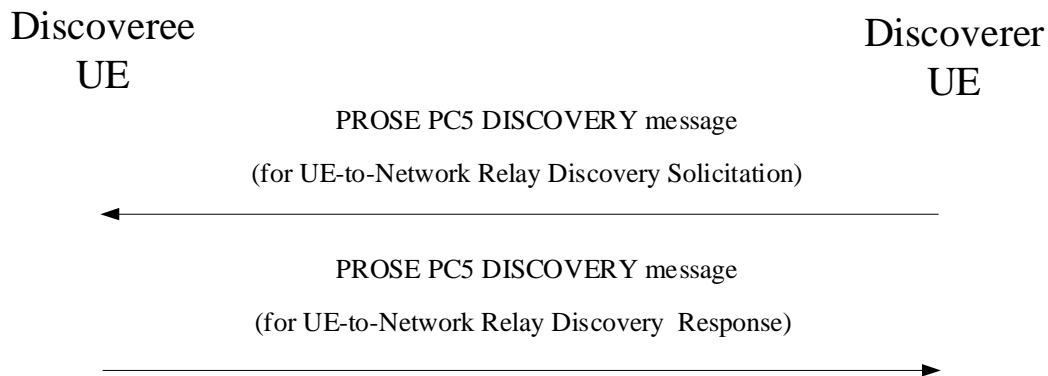 Discoveree
UE
Discoverer
UE
PROSE PC5 DISCOVERY message
(for UE-to-Network Relay Discovery Solicitation)
PROSE PC5 DISCOVERY message
(for UE-to-Network Relay Discovery  Response)